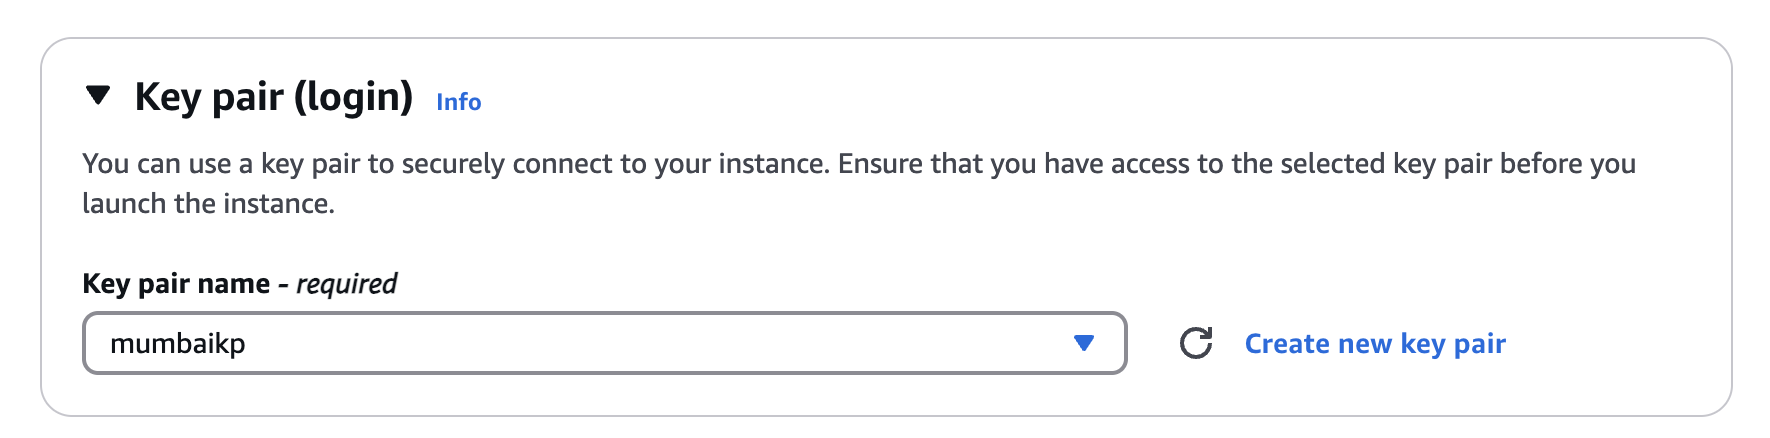 Key pair (login) Info
You can use a key pair to securely connect to your instance. Ensure that you have access to the selected key pair before you
launch the instance.
Key pair name - required
mumbaikp
Create new key pair